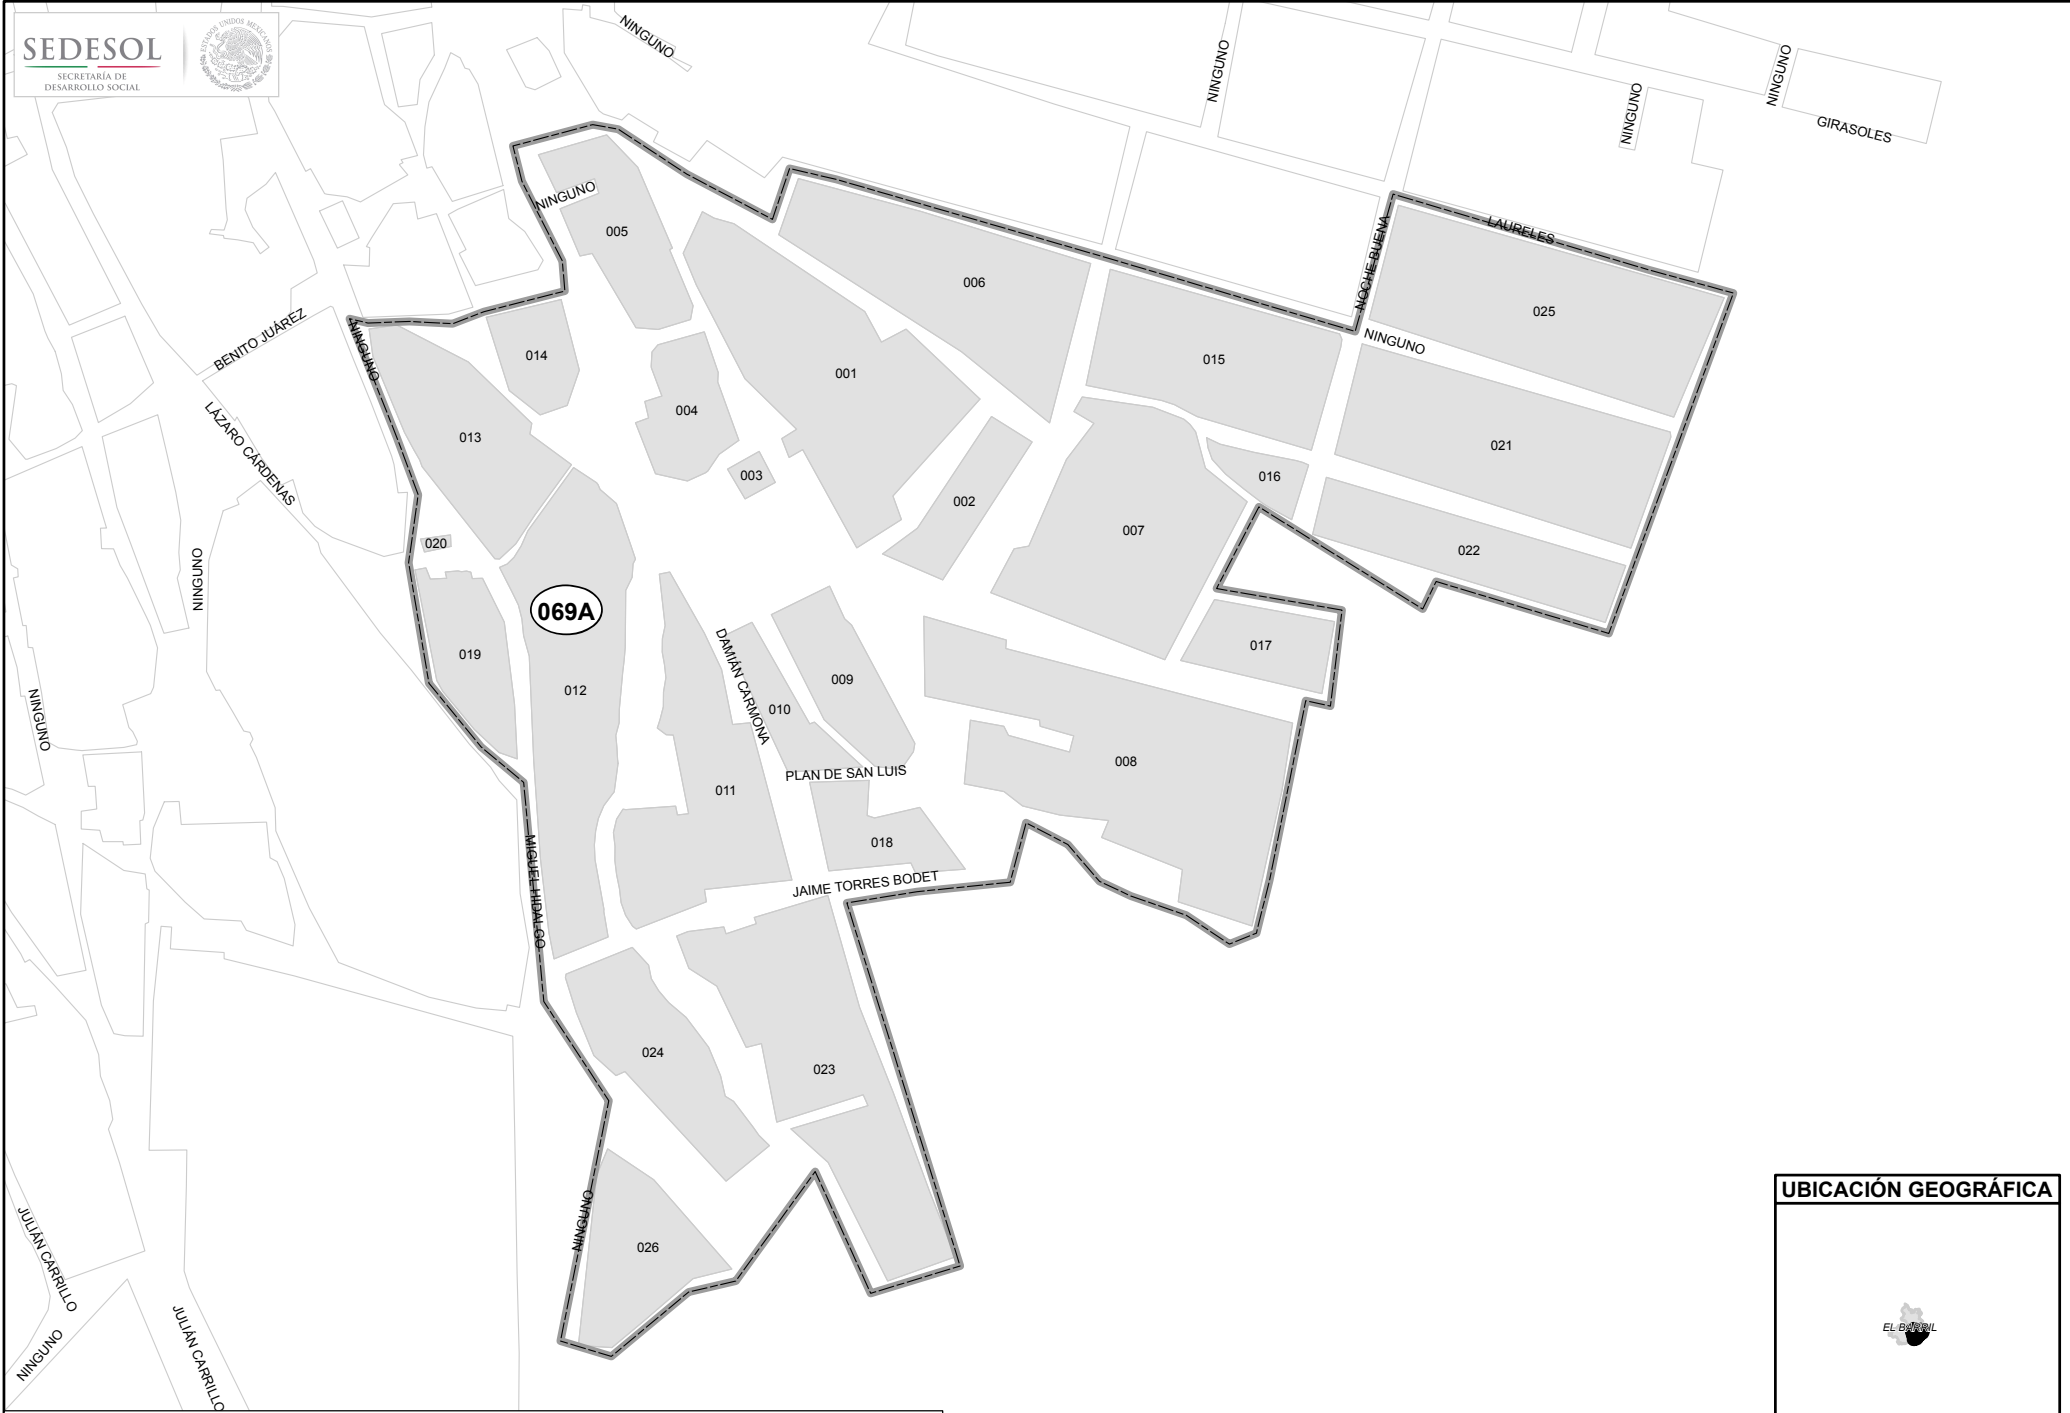 SEDESOL
SECRETARÍA DE
DESARROLLO SOCIAL
ESTADOS UNIDOS MEXICANOS
NINGUNO
NINGUNO
NINGUNO
NINGUNO
GIRASOLES
NINGUNO
005
LAURELES
NOCHE BUENA
006
025
BENITO JUÁREZ
NINGUNO
014
001
015
NINGUNO
004
013
LÁZARO CÁRDENAS
003
002
016
021
007
022
020
NINGUNO
069A
019
012
DAMIÁN CARMONA
009
010
017
NINGUNO
008
PLAN DE SAN LUIS
011
018
MIGUEL HIDALGO
JAIME TORRES BODET
024
023
NINGUNO
026
JULIÁN CARRILLO
JULIÁN CARRILLO
NINGUNO
UBICACIÓN GEOGRÁFICA
EL BARRIL